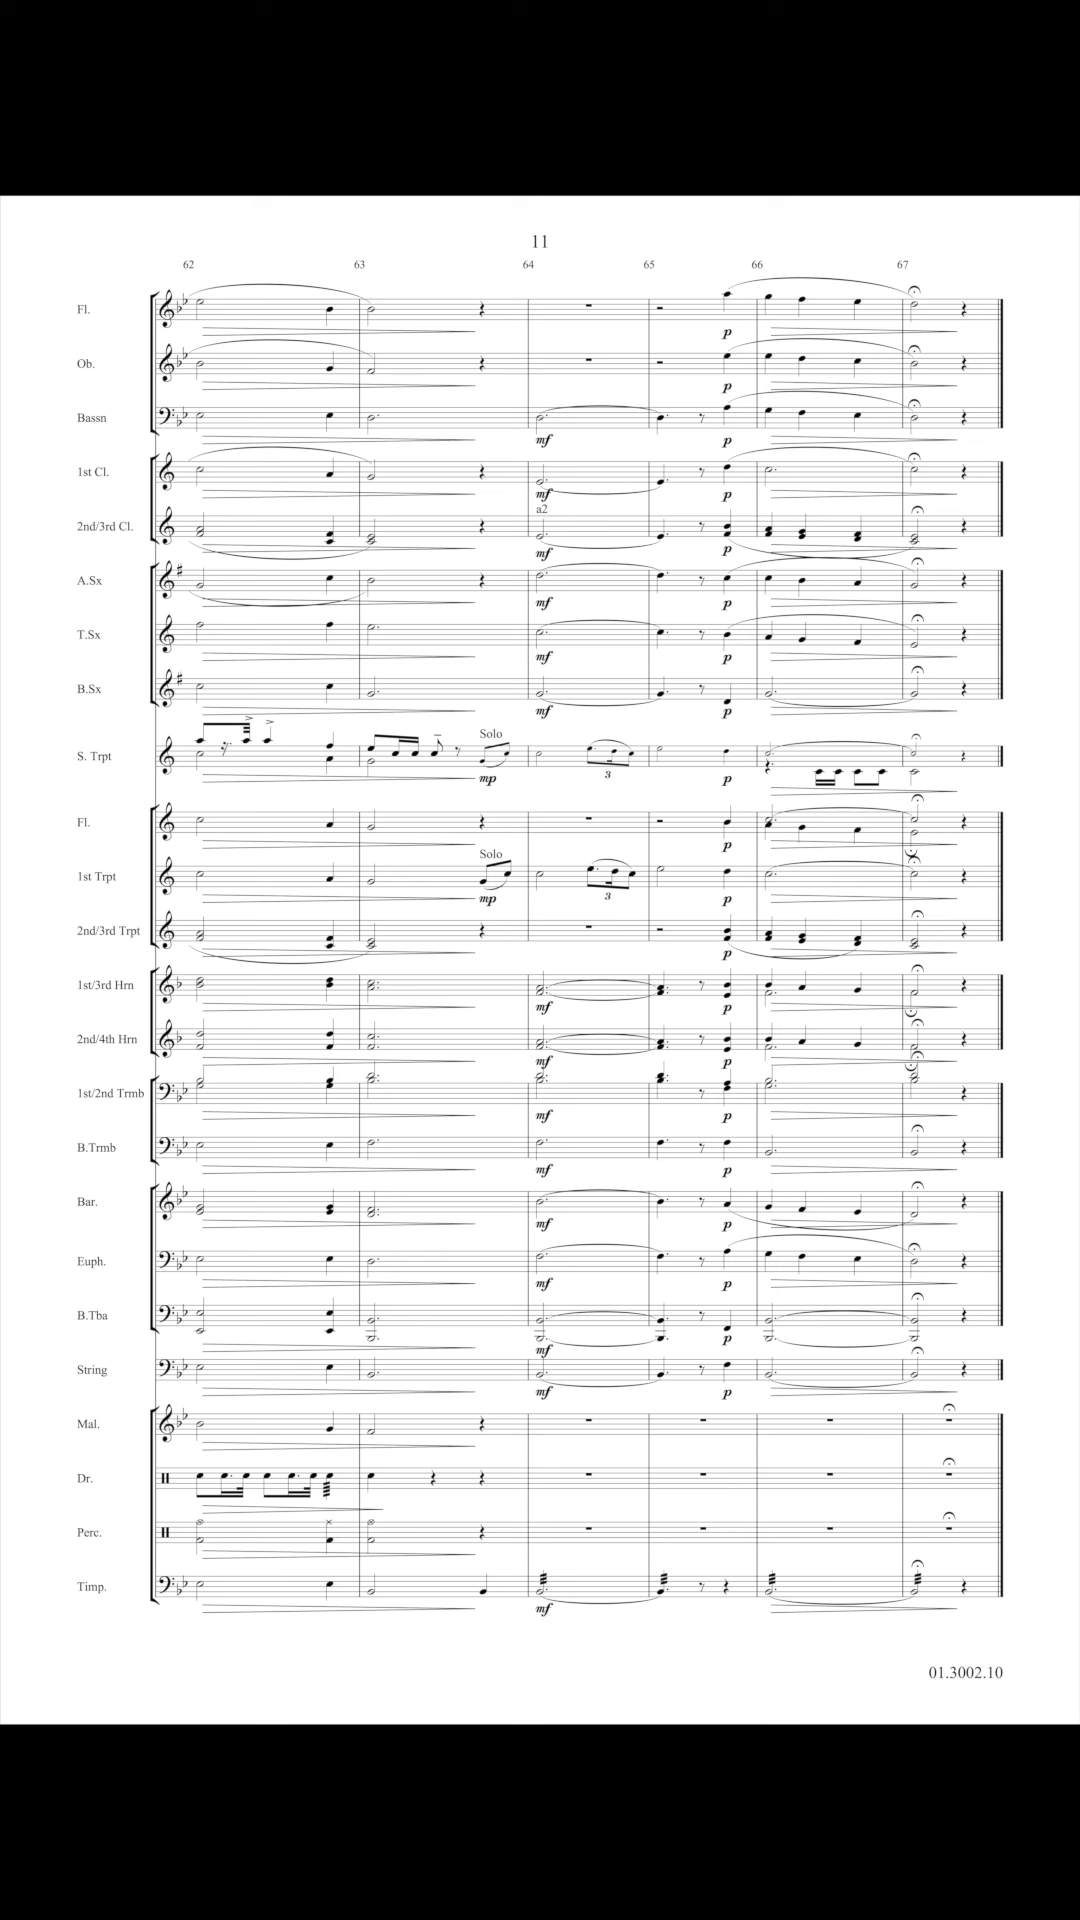 11
62 63 64 65 66 67
Fl.
p
Ob.
p
Bassn
mf p
1st Cl.
mf p
a2
2nd/3rd Cl.
mf p
A.Sx
mf p
T.Sx
mf p
B.Sx
mf p
Solo
S. Trpt
mp p
3
Fl.
p
Solo
1st Trpt
mp 3 p
2nd/3rd Trpt
p
1st/3rd Hrn
mf p
2nd/4th Hrn
mf p
1st/2nd Trmb
mf p
B.Trmb
mf p
Bar.
mf p
Euph.
mf p
B.Tba
mf p
String
mf p
Mal.
Dr.
Perc.
Timp.
mf
01.3002.10